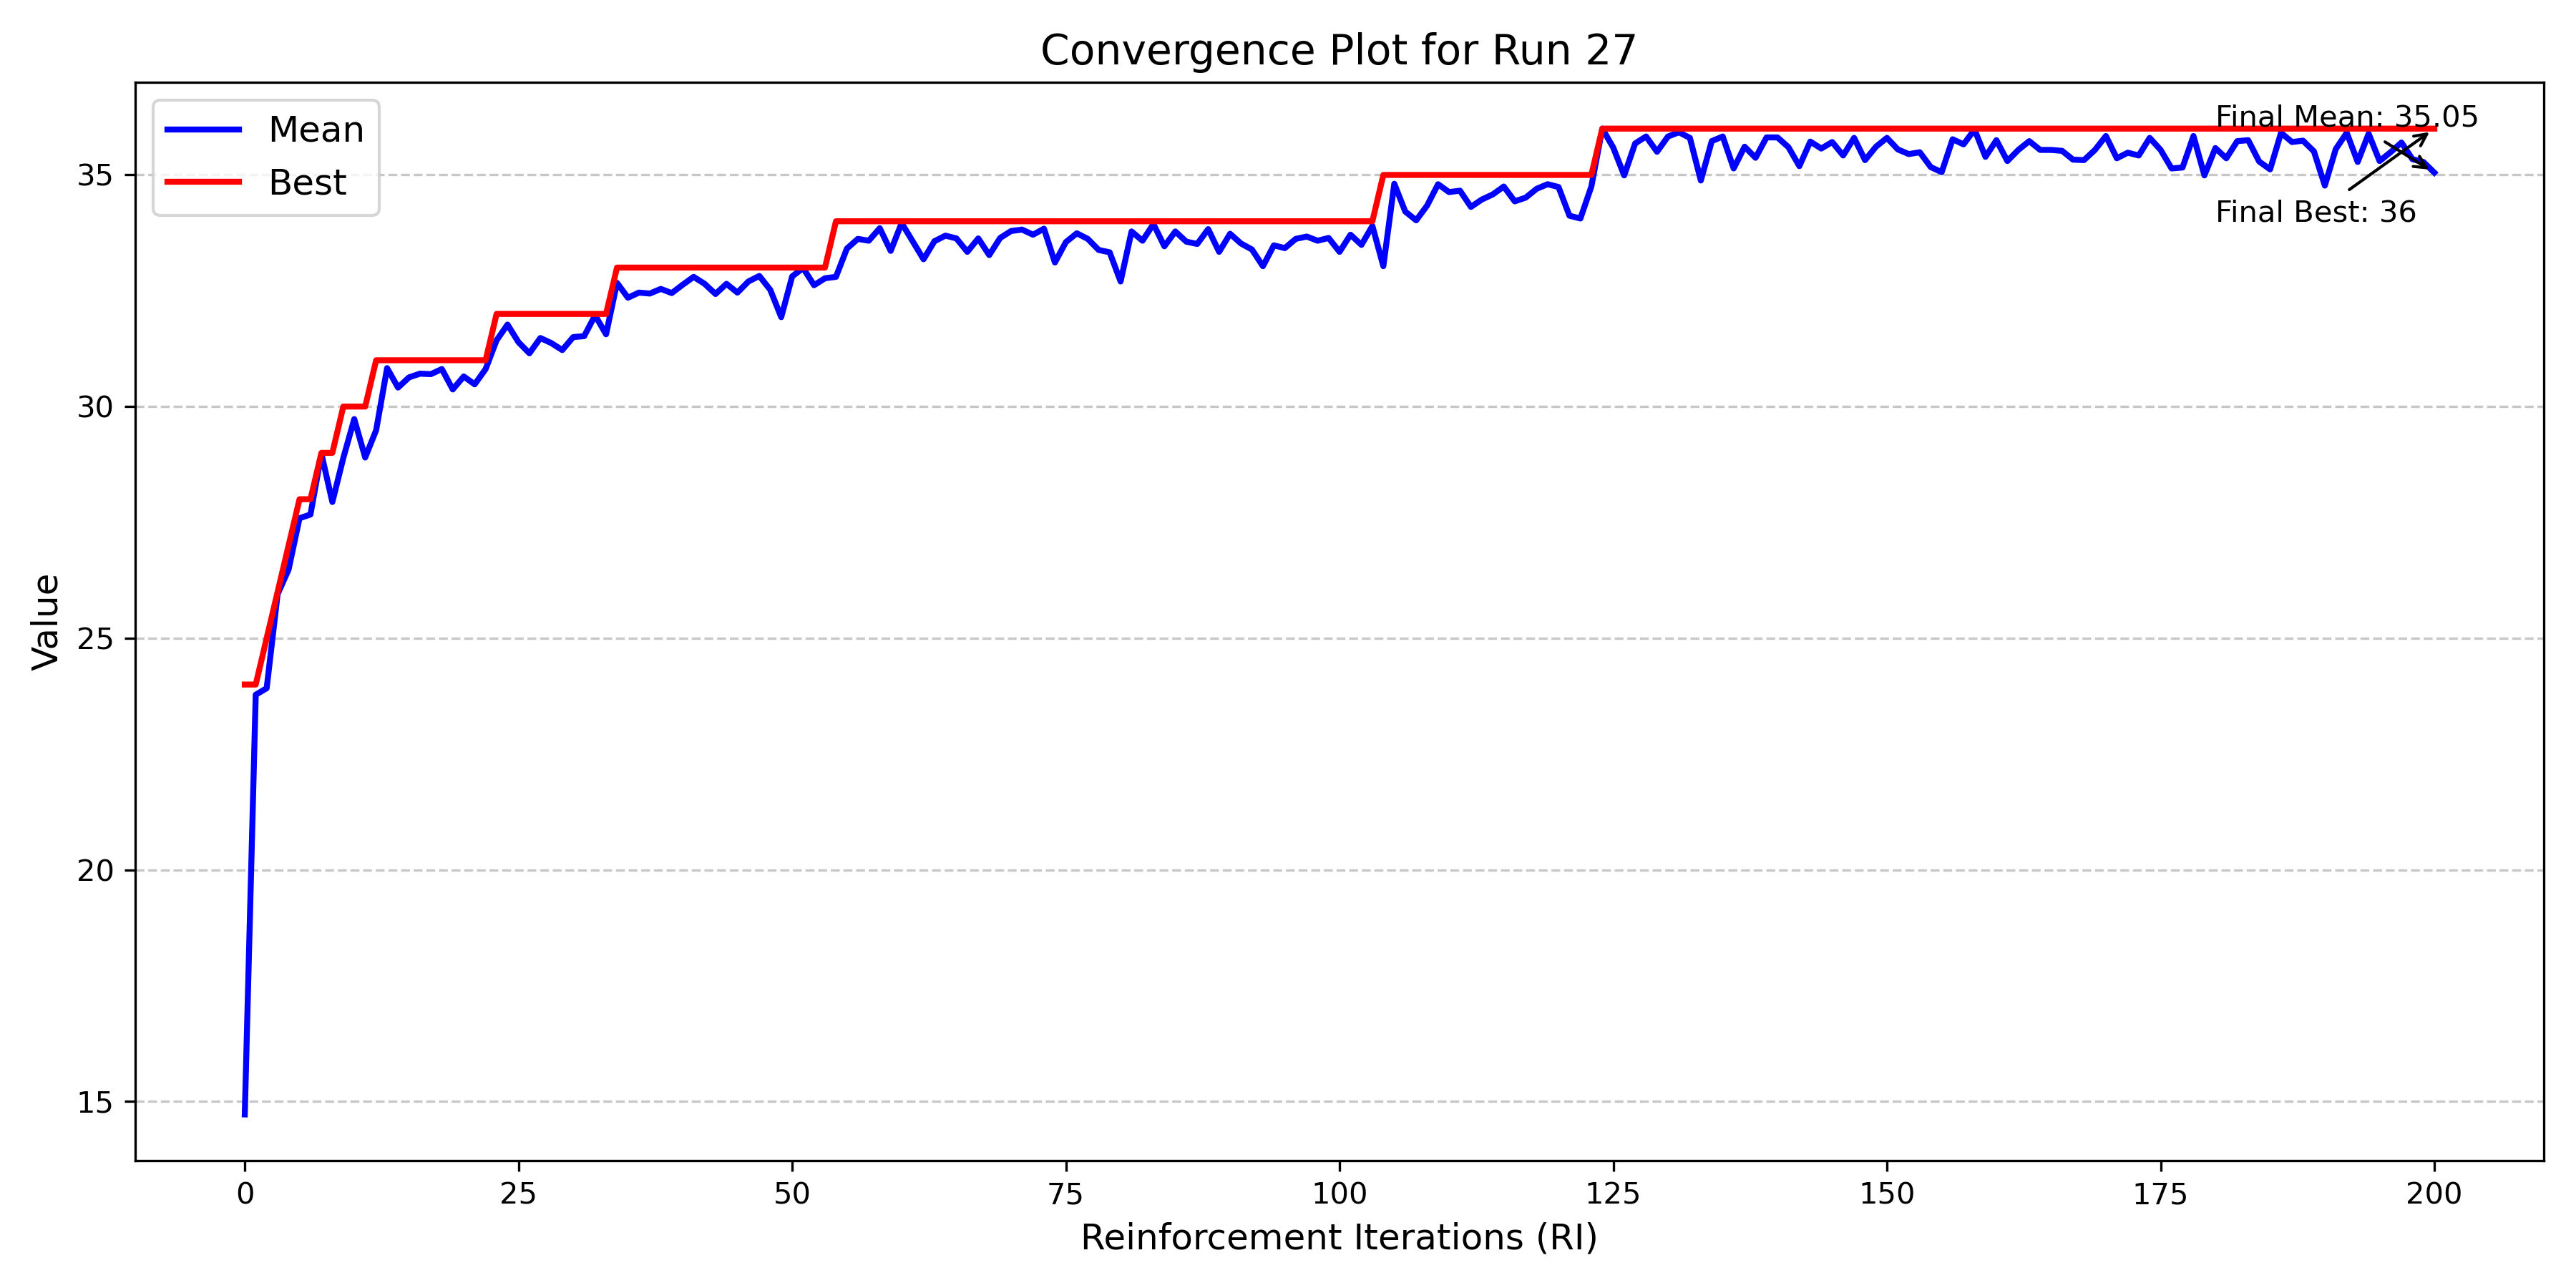 Convergence Plot for Run 27
Mean
Best
Final Mean: 35.05
Final Best: 36
Value
35
30
25
20
15
0 25 50 75 100 125 150 175 200
Reinforcement Iterations (RI)